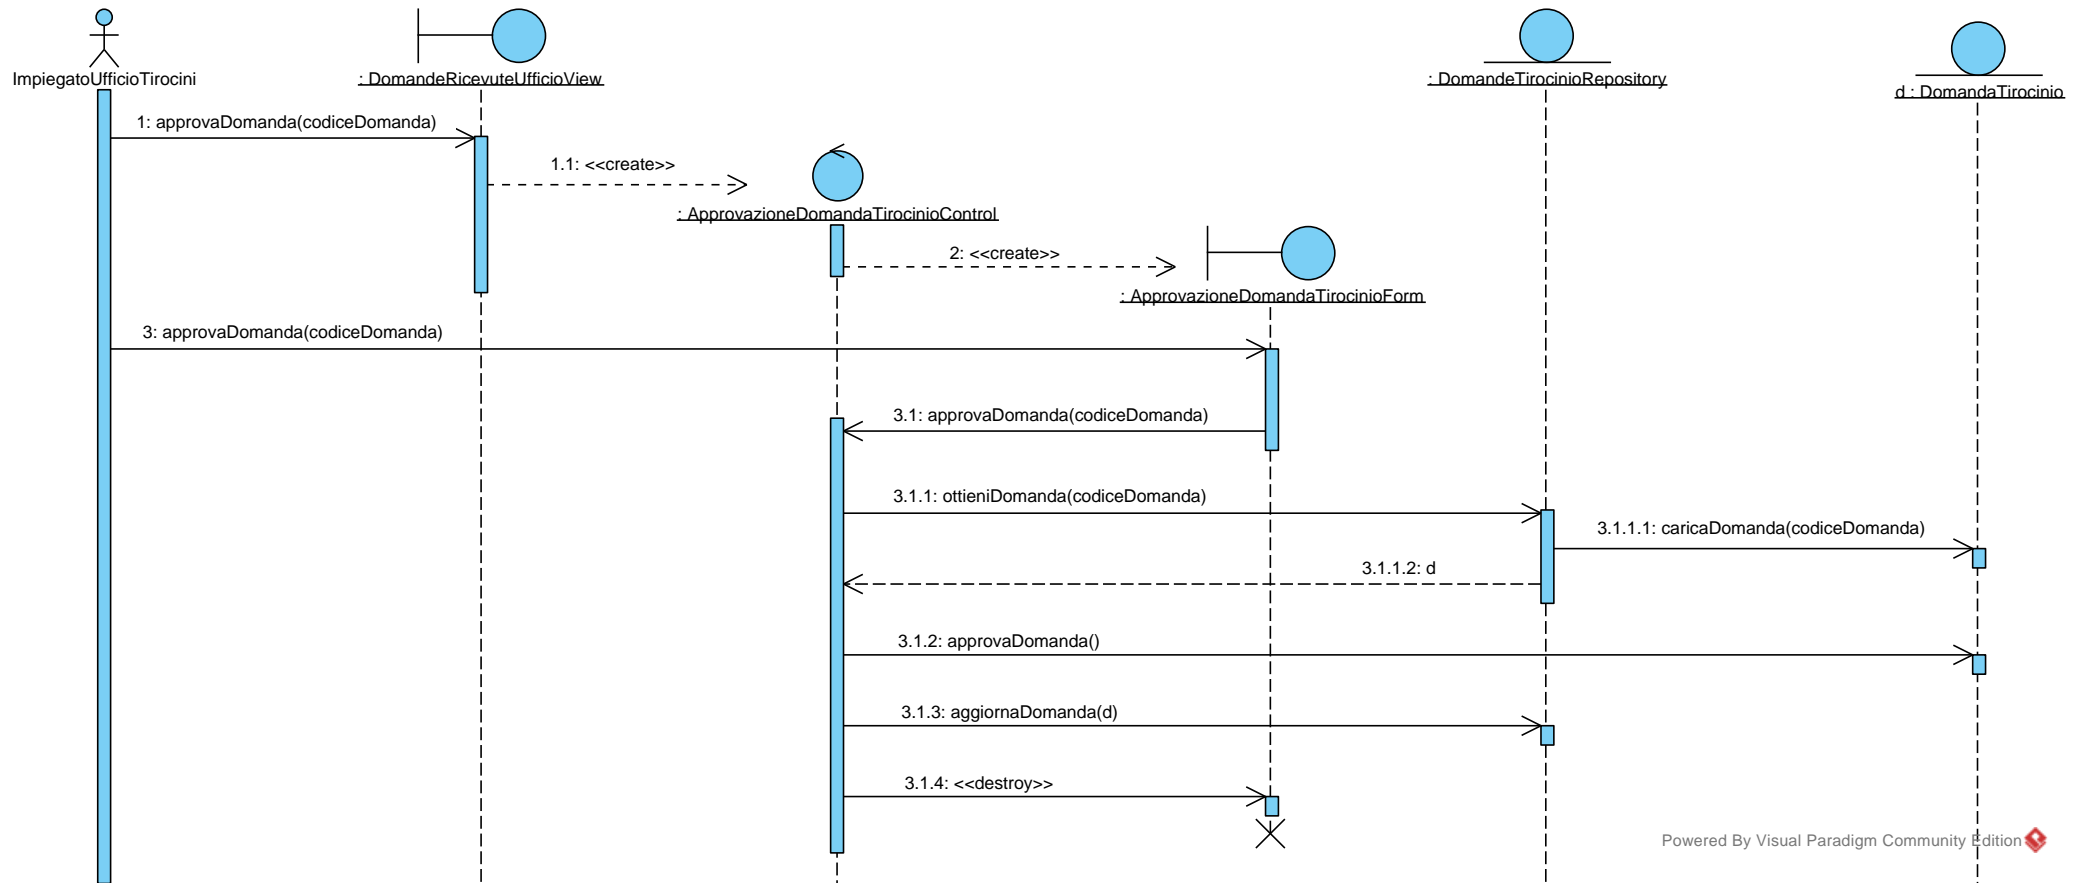 ImpiegatoUfficioTirocini
: DomandeRicevuteUfficioView
: DomandeTirocinioRepository
d : DomandaTirocinio
1: approvaDomanda(codiceDomanda)
1.1: <<create>>
: ApprovazioneDomandaTirocinioControl
2: <<create>>
: ApprovazioneDomandaTirocinioForm
3: approvaDomanda(codiceDomanda)
3.1: approvaDomanda(codiceDomanda)
3.1.1: ottieniDomanda(codiceDomanda)
3.1.1.1: caricaDomanda(codiceDomanda)
3.1.1.2: d
3.1.2: approvaDomanda()
3.1.3: aggiornaDomanda(d)
3.1.4: <<destroy>>
Powered By Visual Paradigm Community Edition